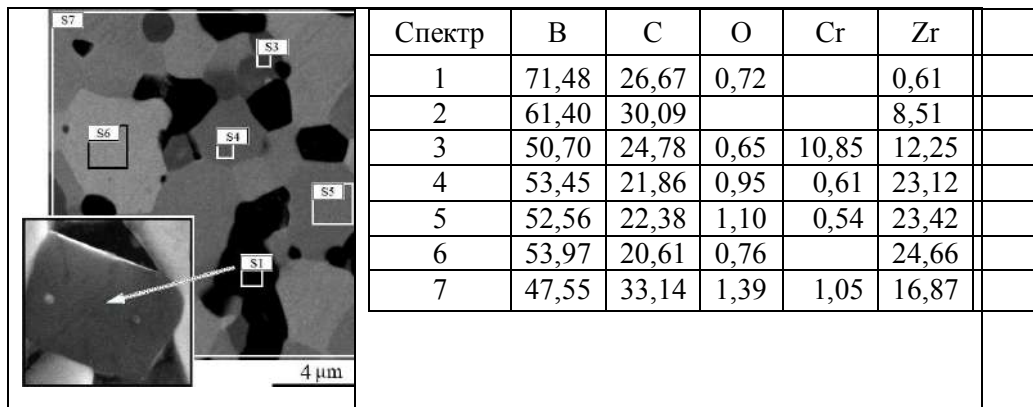 S7
S3
S6
S4
S5
S1
4 μm
Спектр B C O Cr Zr
1 71,48 26,67 0,72 0,61
2 61,40 30,09 8,51
3 50,70 24,78 0,65 10,85 12,25
4 53,45 21,86 0,95 0,61 23,12
5 52,56 22,38 1,10 0,54 23,42
6 53,97 20,61 0,76 24,66
7 47,55 33,14 1,39 1,05 16,87